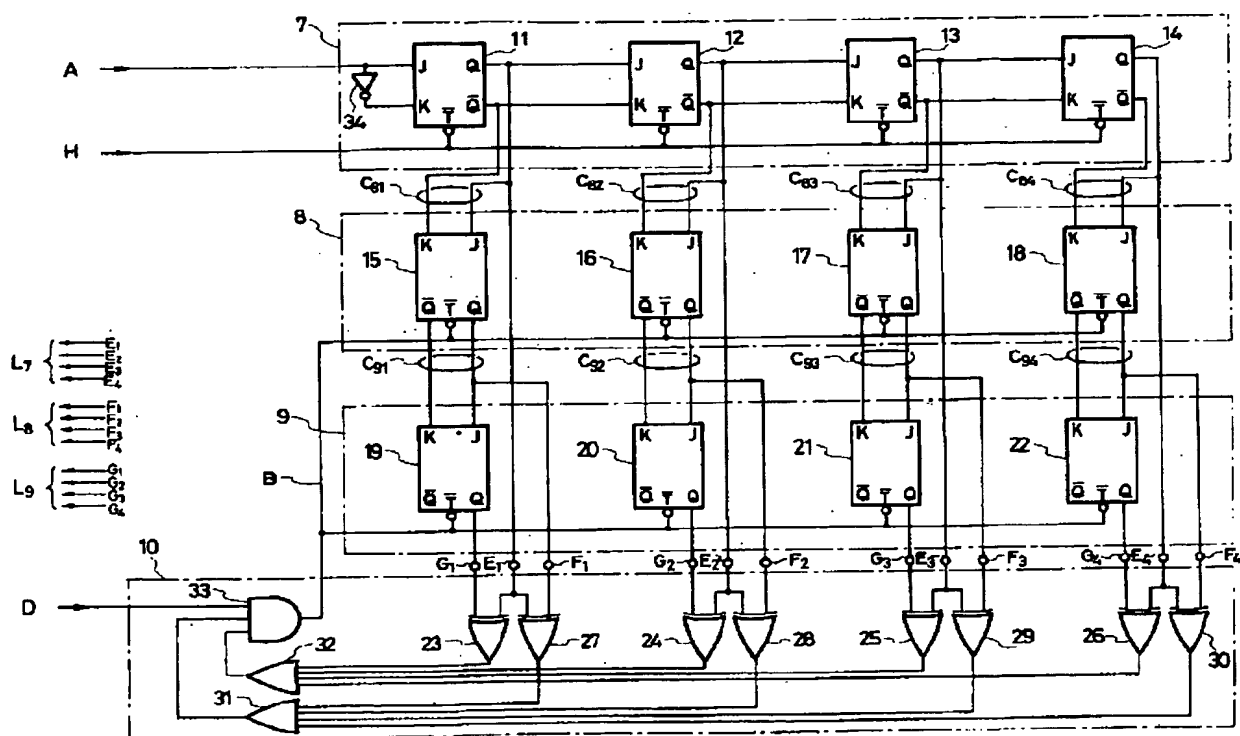 7 11 12 13 14
A J Q J Q J Q J Q
K Q̄ K Q̄ K Q̄ K Q̄
34 T̄ T̄ T̄ T̄
H
C81 C82 C83 C84
8
K J K J K J K J
15 16 17 18
Q̄ T̄ Q Q̄ T̄ Q Q̄ T̄ Q Q̄ T̄ Q
C91 C92 C93 C94
L7 E1 E2 E3 E4
L8 F1 F2 F3 F4
L9 G1 G2 G3 G4
9
K J K J K J K J
19 20 21 22
B
Q̄ T̄ Q Q̄ T̄ Q Q̄ T̄ Q Q̄ T̄ Q
10
G1 E1 F1 G2 E2 F2 G3 E3 F3 G4 E4 F4
D 33
23 27 24 28 25 29 26 30
32
31